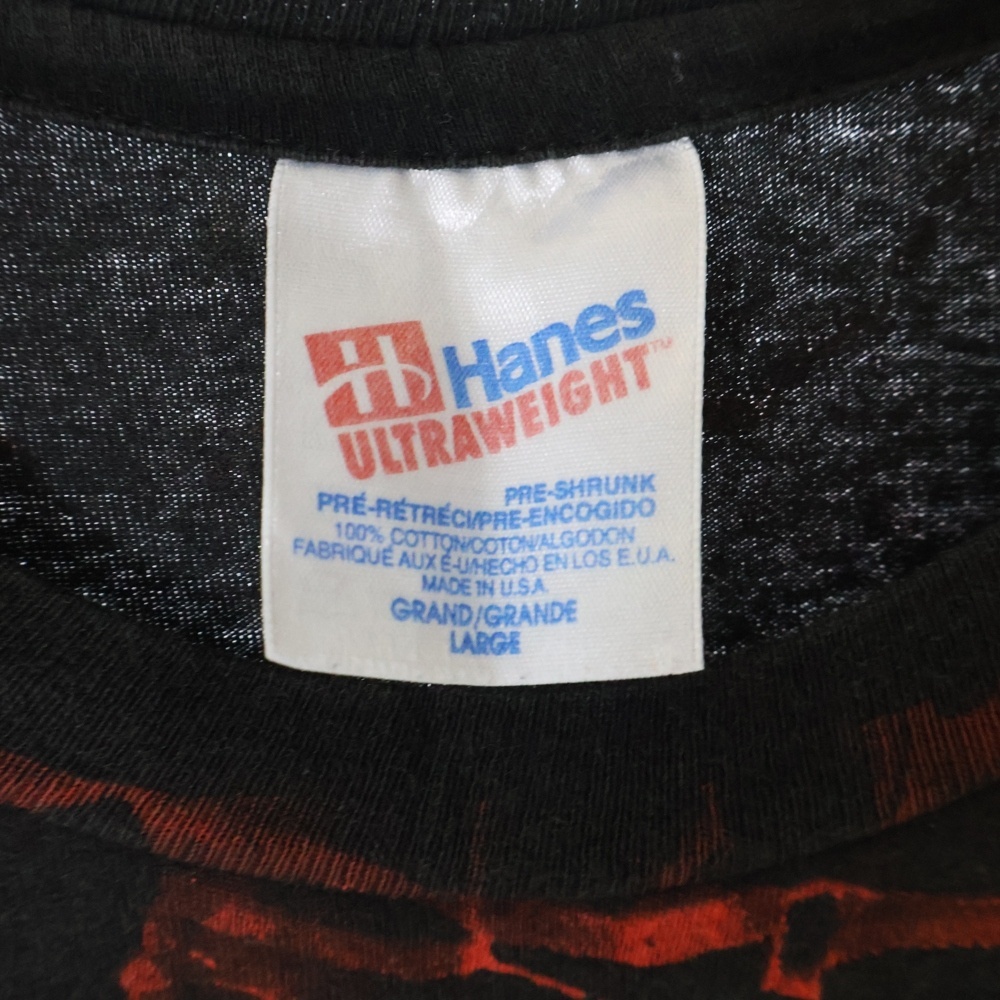 H Hanes
ULTRAWEIGHT™
PRE-SHRUNK
PRÉ-RÉTRÉCI/PRE-ENCOGIDO
100% COTTON/COTON/ALGODON
FABRIQUÉ AUX É-U/HECHO EN LOS E.U.A.
MADE IN U.S.A.
GRAND/GRANDE
LARGE